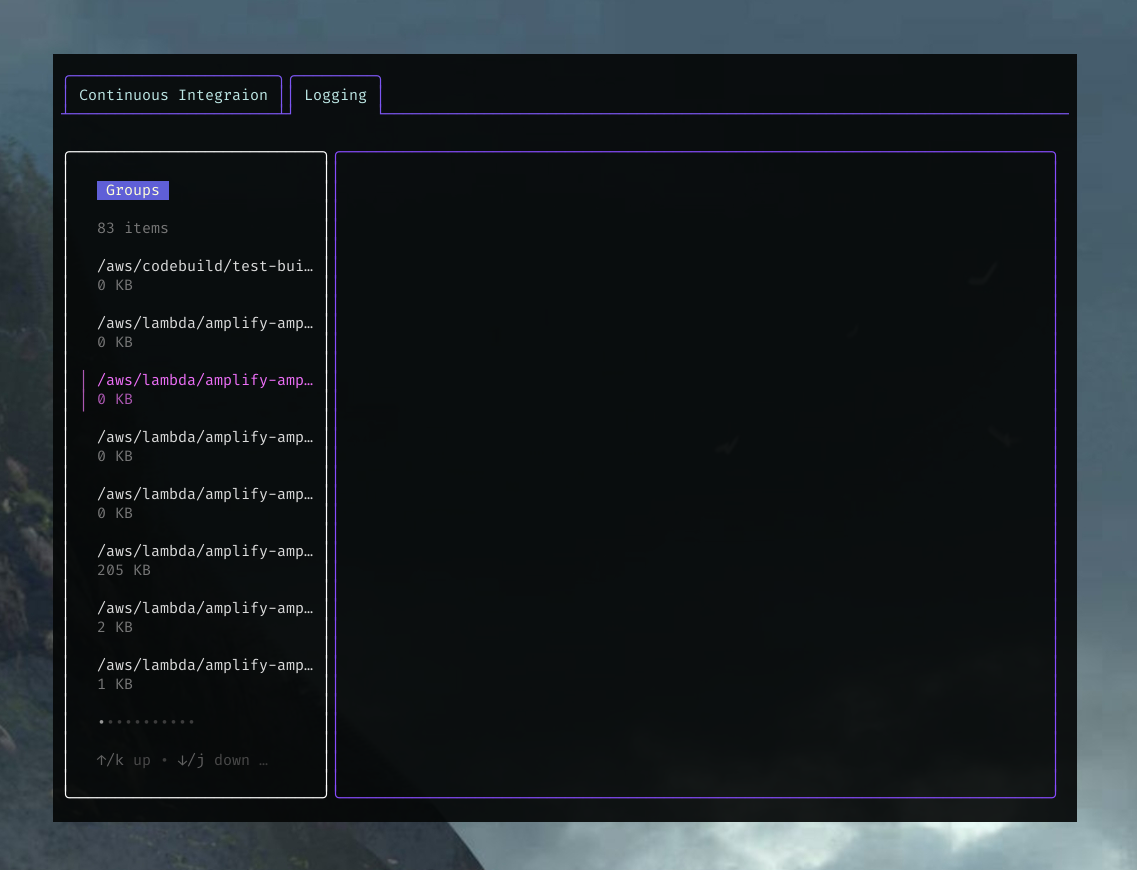 Continuous Integraion
Logging
Groups
83 items
/aws/codebuild/test-bui…
0 KB
/aws/lambda/amplify-amp…
0 KB
/aws/lambda/amplify-amp…
0 KB
/aws/lambda/amplify-amp…
0 KB
/aws/lambda/amplify-amp…
0 KB
/aws/lambda/amplify-amp…
205 KB
/aws/lambda/amplify-amp…
2 KB
/aws/lambda/amplify-amp…
1 KB
↑/k up • ↓/j down …